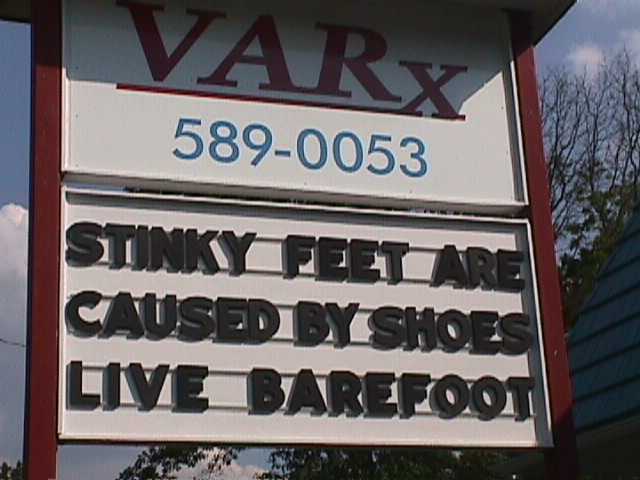 VARx
589-0053
STINKY FEET ARE
CAUSED BY SHOES
LIVE BAREFOOT